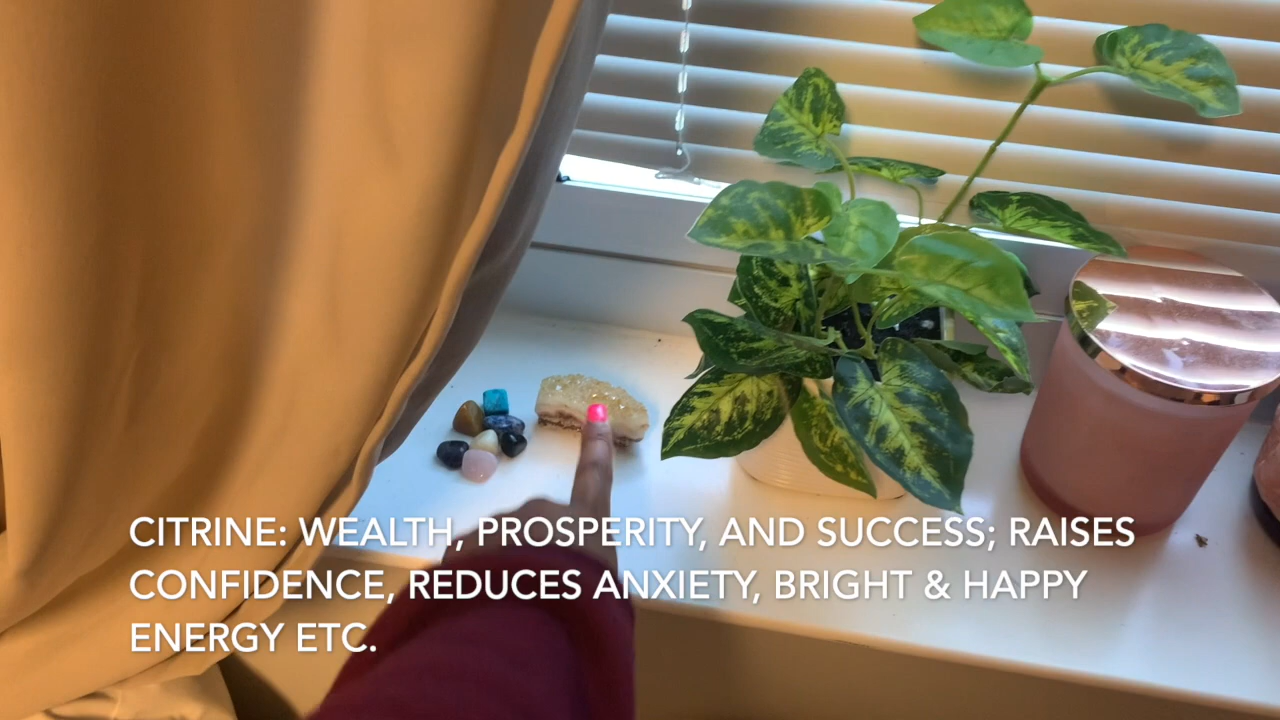 CITRINE: WEALTH, PROSPERITY, AND SUCCESS; RAISES
CONFIDENCE, REDUCES ANXIETY, BRIGHT & HAPPY
ENERGY ETC.